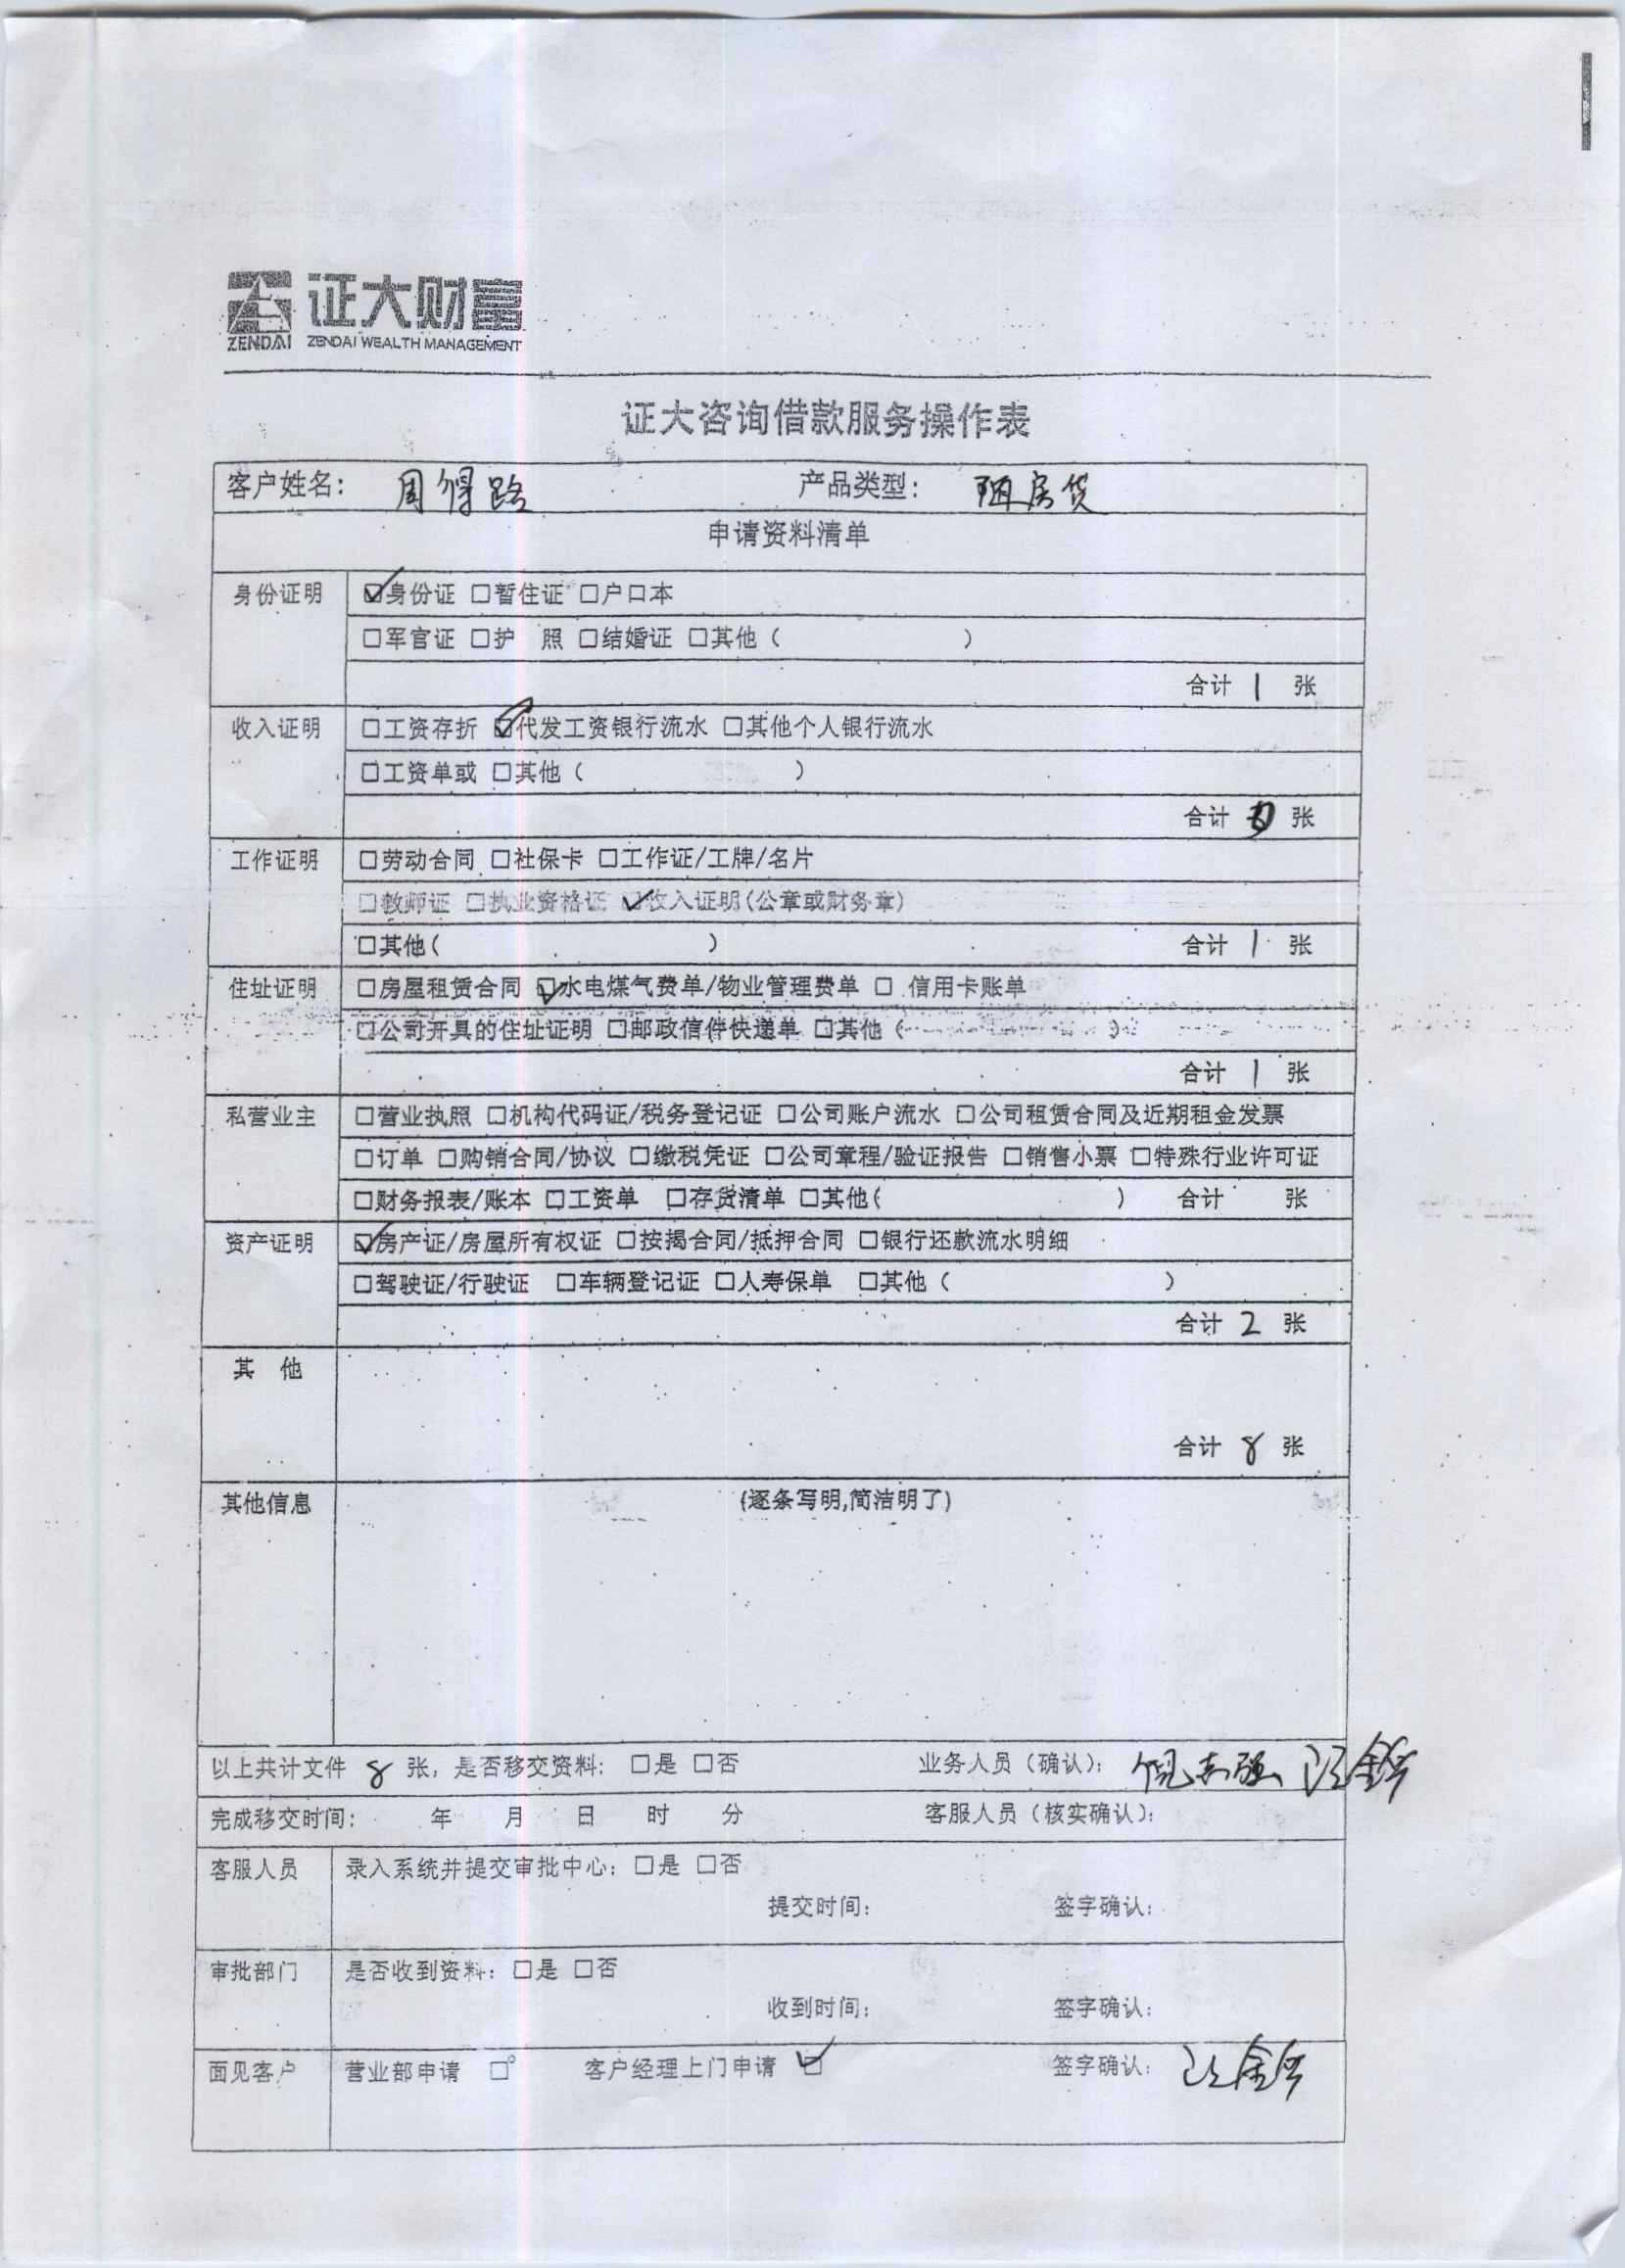 证大财富
ZENDAI ZENDAI WEALTH MANAGEMENT
证大咨询借款服务操作表
客户姓名： 周得路 产品类型： 随房贷
申请资料清单
身份证明 ☑身份证 □暂住证 □户口本
□军官证 □护 照 □结婚证 □其他（ ）
合计 1 张
收入证明 □工资存折 ☑代发工资银行流水 □其他个人银行流水
□工资单或 □其他（ ）
合计 张
工作证明 □劳动合同 □社保卡 □工作证/工牌/名片
□教师证 □执业资格证 ☑收入证明(公章或财务章)
□其他( ) 合计 1 张
住址证明 □房屋租赁合同 ☑水电煤气费单/物业管理费单 □ 信用卡账单
□公司开具的住址证明 □邮政信件快递单 □其他（ ）
合计 1 张
私营业主 □营业执照 □机构代码证/税务登记证 □公司账户流水 □公司租赁合同及近期租金发票
□订单 □购销合同/协议 □缴税凭证 □公司章程/验证报告 □销售小票 □特殊行业许可证
□财务报表/账本 □工资单 □存货清单 □其他( ) 合计 张
资产证明 ☑房产证/房屋所有权证 □按揭合同/抵押合同 □银行还款流水明细
□驾驶证/行驶证 □车辆登记证 □人寿保单 □其他（ ）
合计 2 张
其 他
合计 8 张
其他信息 (逐条写明,简洁明了)
以上共计文件 8 张，是否移交资料： □是 □否 业务人员（确认）： 倪志强
完成移交时间： 年 月 日 时 分 客服人员（核实确认）：
客服人员 录入系统并提交审批中心：□是 □否
提交时间： 签字确认：
审批部门 是否收到资料：□是 □否
收到时间： 签字确认：
面见客户 营业部申请 □ 客户经理上门申请 ☑ 签字确认：